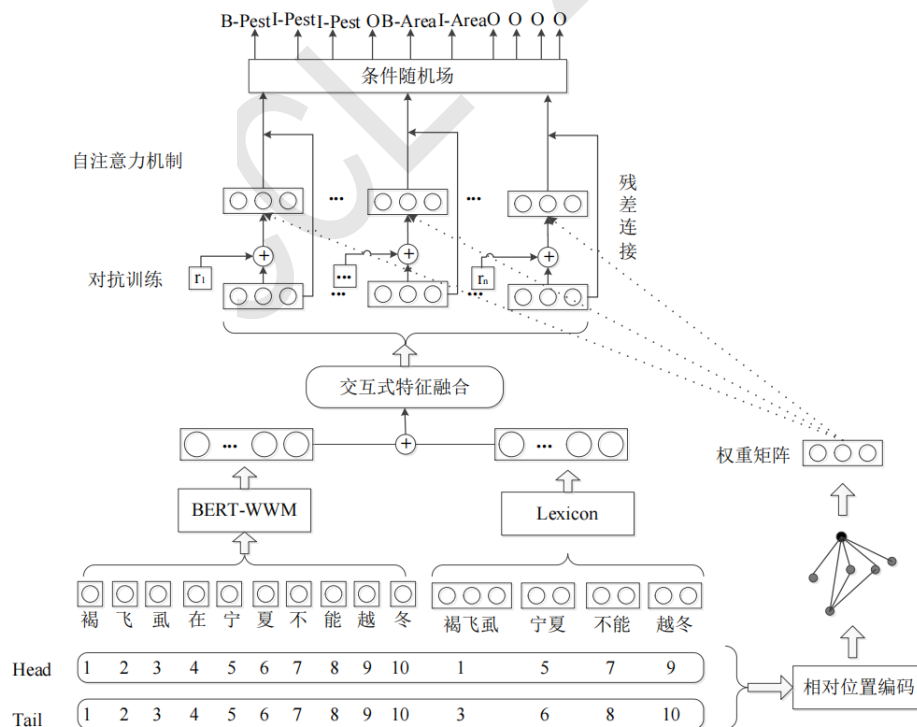 B-Pest I-Pest I-Pest O B-Area I-Area O O O O
条件随机场
自注意力机制
... ...
残差连接
对抗训练
r₁ ... rₙ
... ...
交互式特征融合
+
... ...
权重矩阵
BERT-WWM Lexicon
褐 飞 虱 在 宁 夏 不 能 越 冬 褐飞虱 宁夏 不能 越冬
Head 1 2 3 4 5 6 7 8 9 10 1 5 7 9
相对位置编码
Tail 1 2 3 4 5 6 7 8 9 10 3 6 8 10
CCL 2